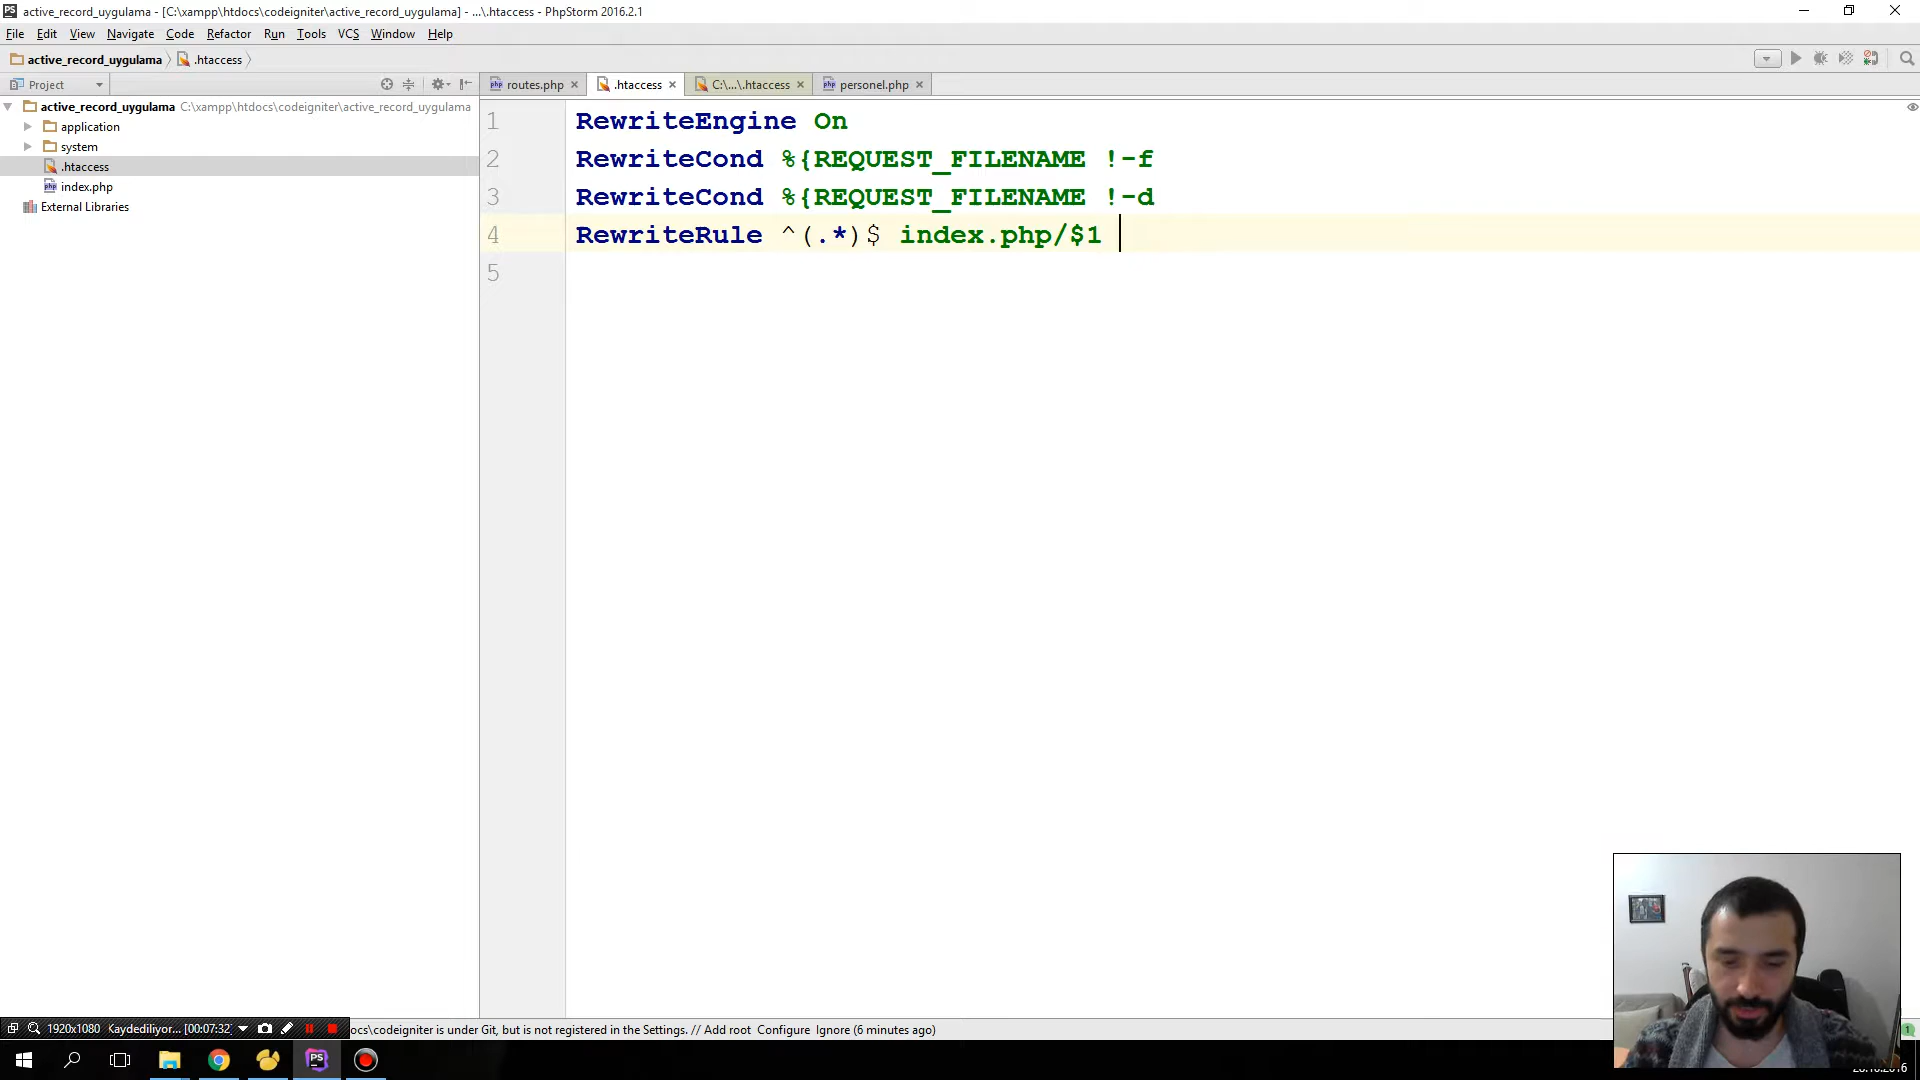 active_record_uygulama - [C:\xampp\htdocs\codeigniter\active_record_uygulama] - ...\.htaccess - PhpStorm 2016.2.1
File Edit View Navigate Code Refactor Run Tools VCS Window Help
active_record_uygulama .htaccess
Project
routes.php .htaccess C:\...\.htaccess personel.php
active_record_uygulama C:\xampp\htdocs\codeigniter\active_record_uygulama
application
system
.htaccess
index.php
External Libraries
1 RewriteEngine On
2 RewriteCond %{REQUEST_FILENAME !-f
3 RewriteCond %{REQUEST_FILENAME !-d
4 RewriteRule ^(.*)$ index.php/$1
5
1920x1080 Kaydediliyor... [00:07:32]
ocs\codeigniter is under Git, but is not registered in the Settings. // Add root Configure Ignore (6 minutes ago)
1
PS